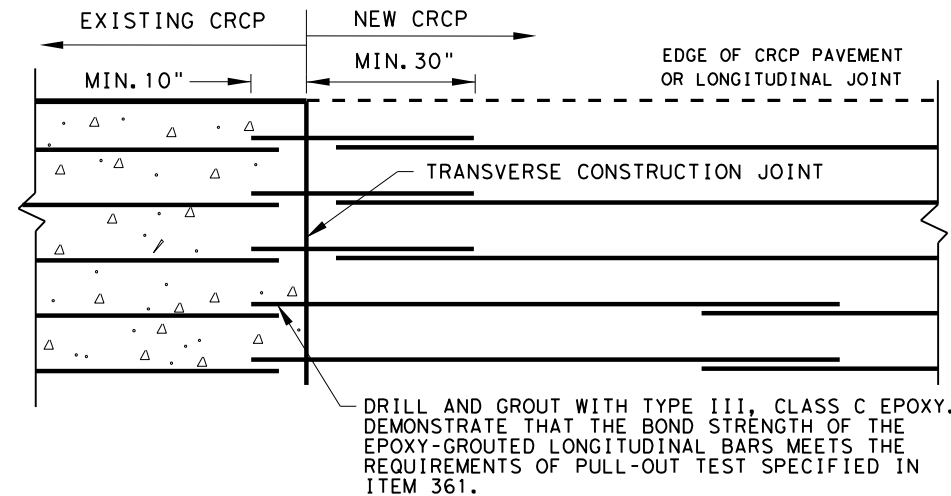 EXISTING CRCP
NEW CRCP
MIN. 10"
MIN. 30"
EDGE OF CRCP PAVEMENT
OR LONGITUDINAL JOINT
TRANSVERSE CONSTRUCTION JOINT
DRILL AND GROUT WITH TYPE III, CLASS C EPOXY.
DEMONSTRATE THAT THE BOND STRENGTH OF THE
EPOXY-GROUTED LONGITUDINAL BARS MEETS THE
REQUIREMENTS OF PULL-OUT TEST SPECIFIED IN
ITEM 361.